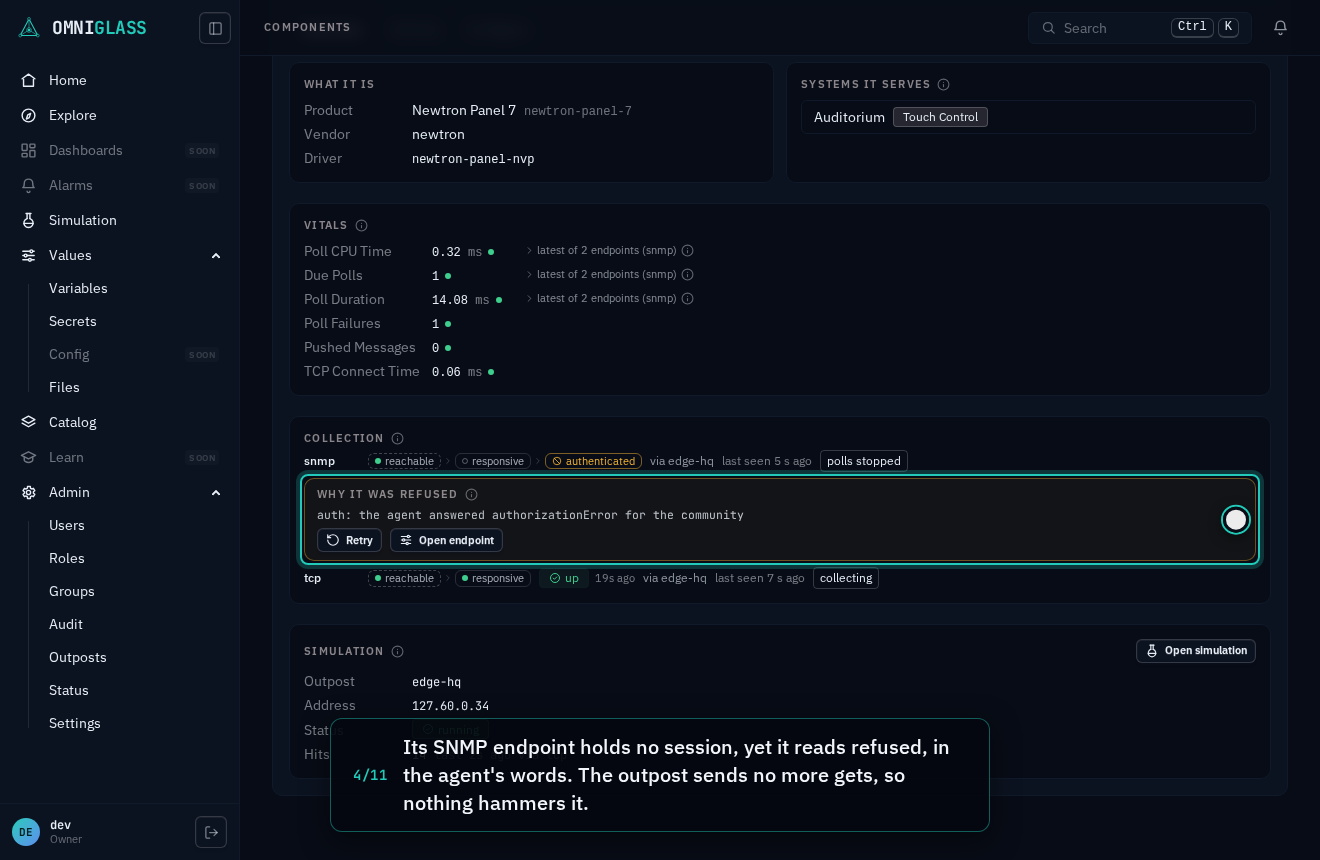 OMNIGLASS
COMPONENTS
Search
Ctrl
K
Home
Explore
Dashboards
SOON
Alarms
SOON
Simulation
Values
Variables
Secrets
Config
SOON
Files
Catalog
Learn
SOON
Admin
Users
Roles
Groups
Audit
Outposts
Status
Settings
DE
dev
Owner
WHAT IT IS
Product
Newtron Panel 7 newtron-panel-7
Vendor
newtron
Driver
newtron-panel-nvp
SYSTEMS IT SERVES
Auditorium
Touch Control
VITALS
Poll CPU Time 0.32 ms latest of 2 endpoints (snmp)
Due Polls 1 latest of 2 endpoints (snmp)
Poll Duration 14.08 ms latest of 2 endpoints (snmp)
Poll Failures 1
Pushed Messages 0
TCP Connect Time 0.06 ms
COLLECTION
snmp reachable responsive authenticated via edge-hq last seen 5 s ago polls stopped
WHY IT WAS REFUSED
auth: the agent answered authorizationError for the community
Retry
Open endpoint
tcp reachable responsive up 19s ago via edge-hq last seen 7 s ago collecting
SIMULATION
Open simulation
Outpost edge-hq
Address 127.60.0.34
Status running
Hits
4/11
Its SNMP endpoint holds no session, yet it reads refused, in
the agent's words. The outpost sends no more gets, so
nothing hammers it.